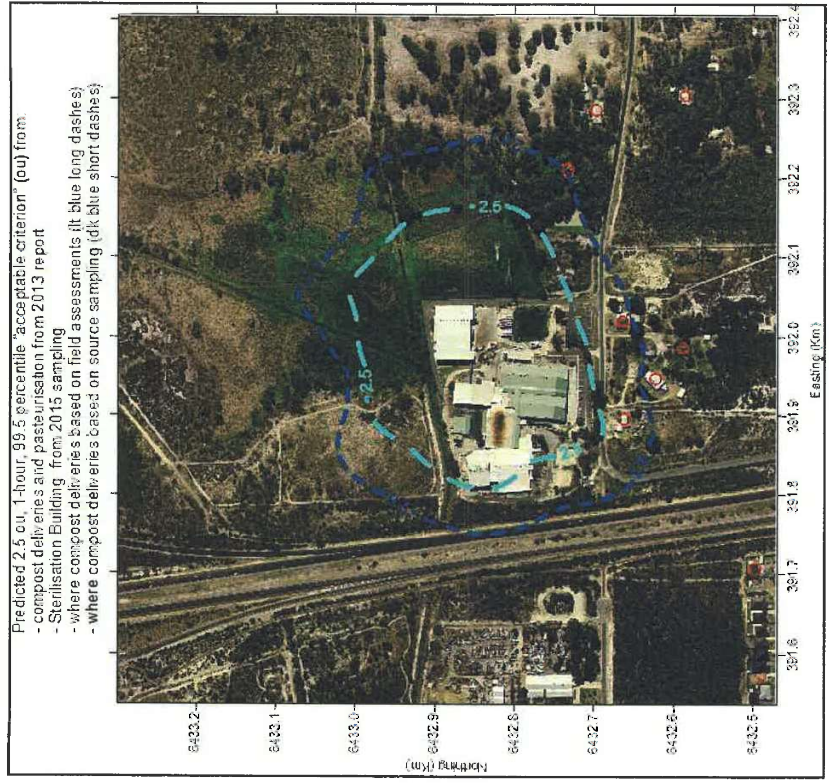 Predicted 2.5 ou, 1-hour, 99.5 percentile "acceptable criterion" (ou) from:
- compost deliveries and pasteurisation from 2013 report
- Sterilisation Building from 2015 sampling
- where compost deliveries based on field assessments (lt blue long dashes)
- where compost deliveries based on source sampling (dk blue short dashes)
Northing (Km)
6433.2
6433.1
6433.0
6432.9
6432.8
6432.7
6432.6
6432.5
2.5
2.5
391.6
391.7
391.8
391.9
392.0
392.1
392.2
392.3
392.4
Easting (Km)